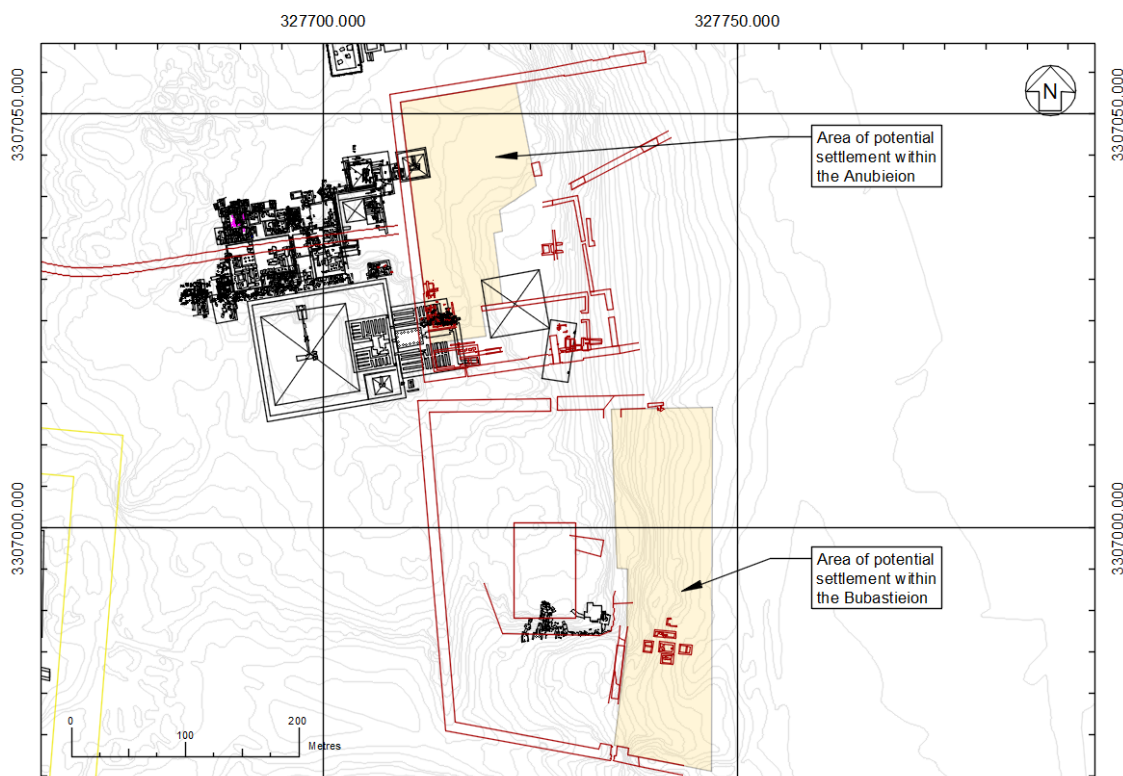 327700.000
327750.000
N
3307050.000
3307050.000
Area of potential
settlement within
the Anubieion
3307000.000
3307000.000
Area of potential
settlement within
the Bubastieion
0
200
100
Metres